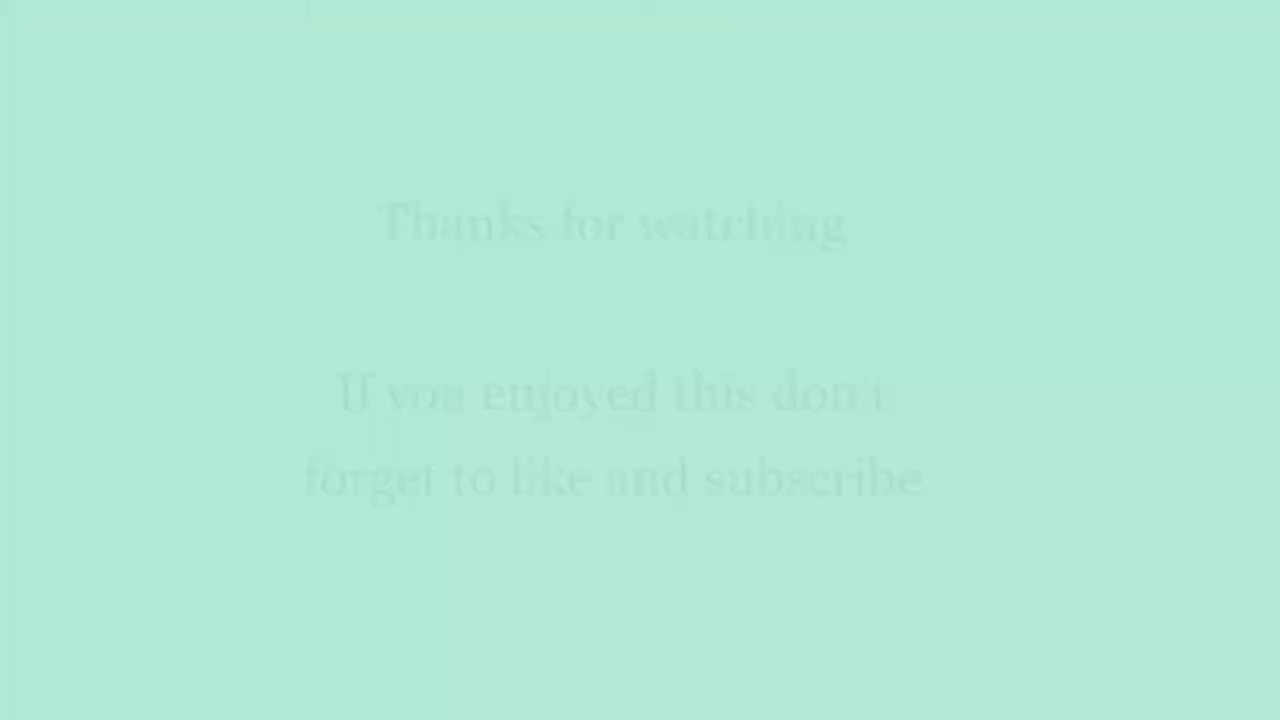 Thanks for watching
If you enjoyed this don't
forget to like and subscribe